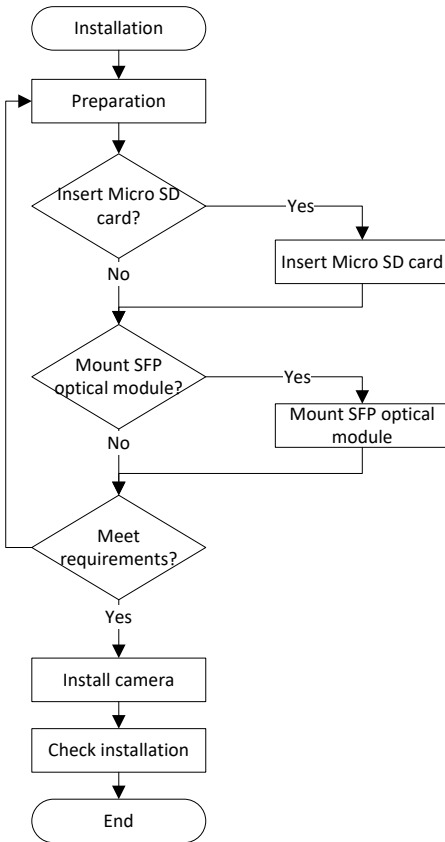 Installation
Preparation
Insert Micro SD
card?
Yes
Insert Micro SD card
No
Mount SFP
optical module?
Yes
Mount SFP optical
module
No
Meet
requirements?
Yes
Install camera
Check installation
End